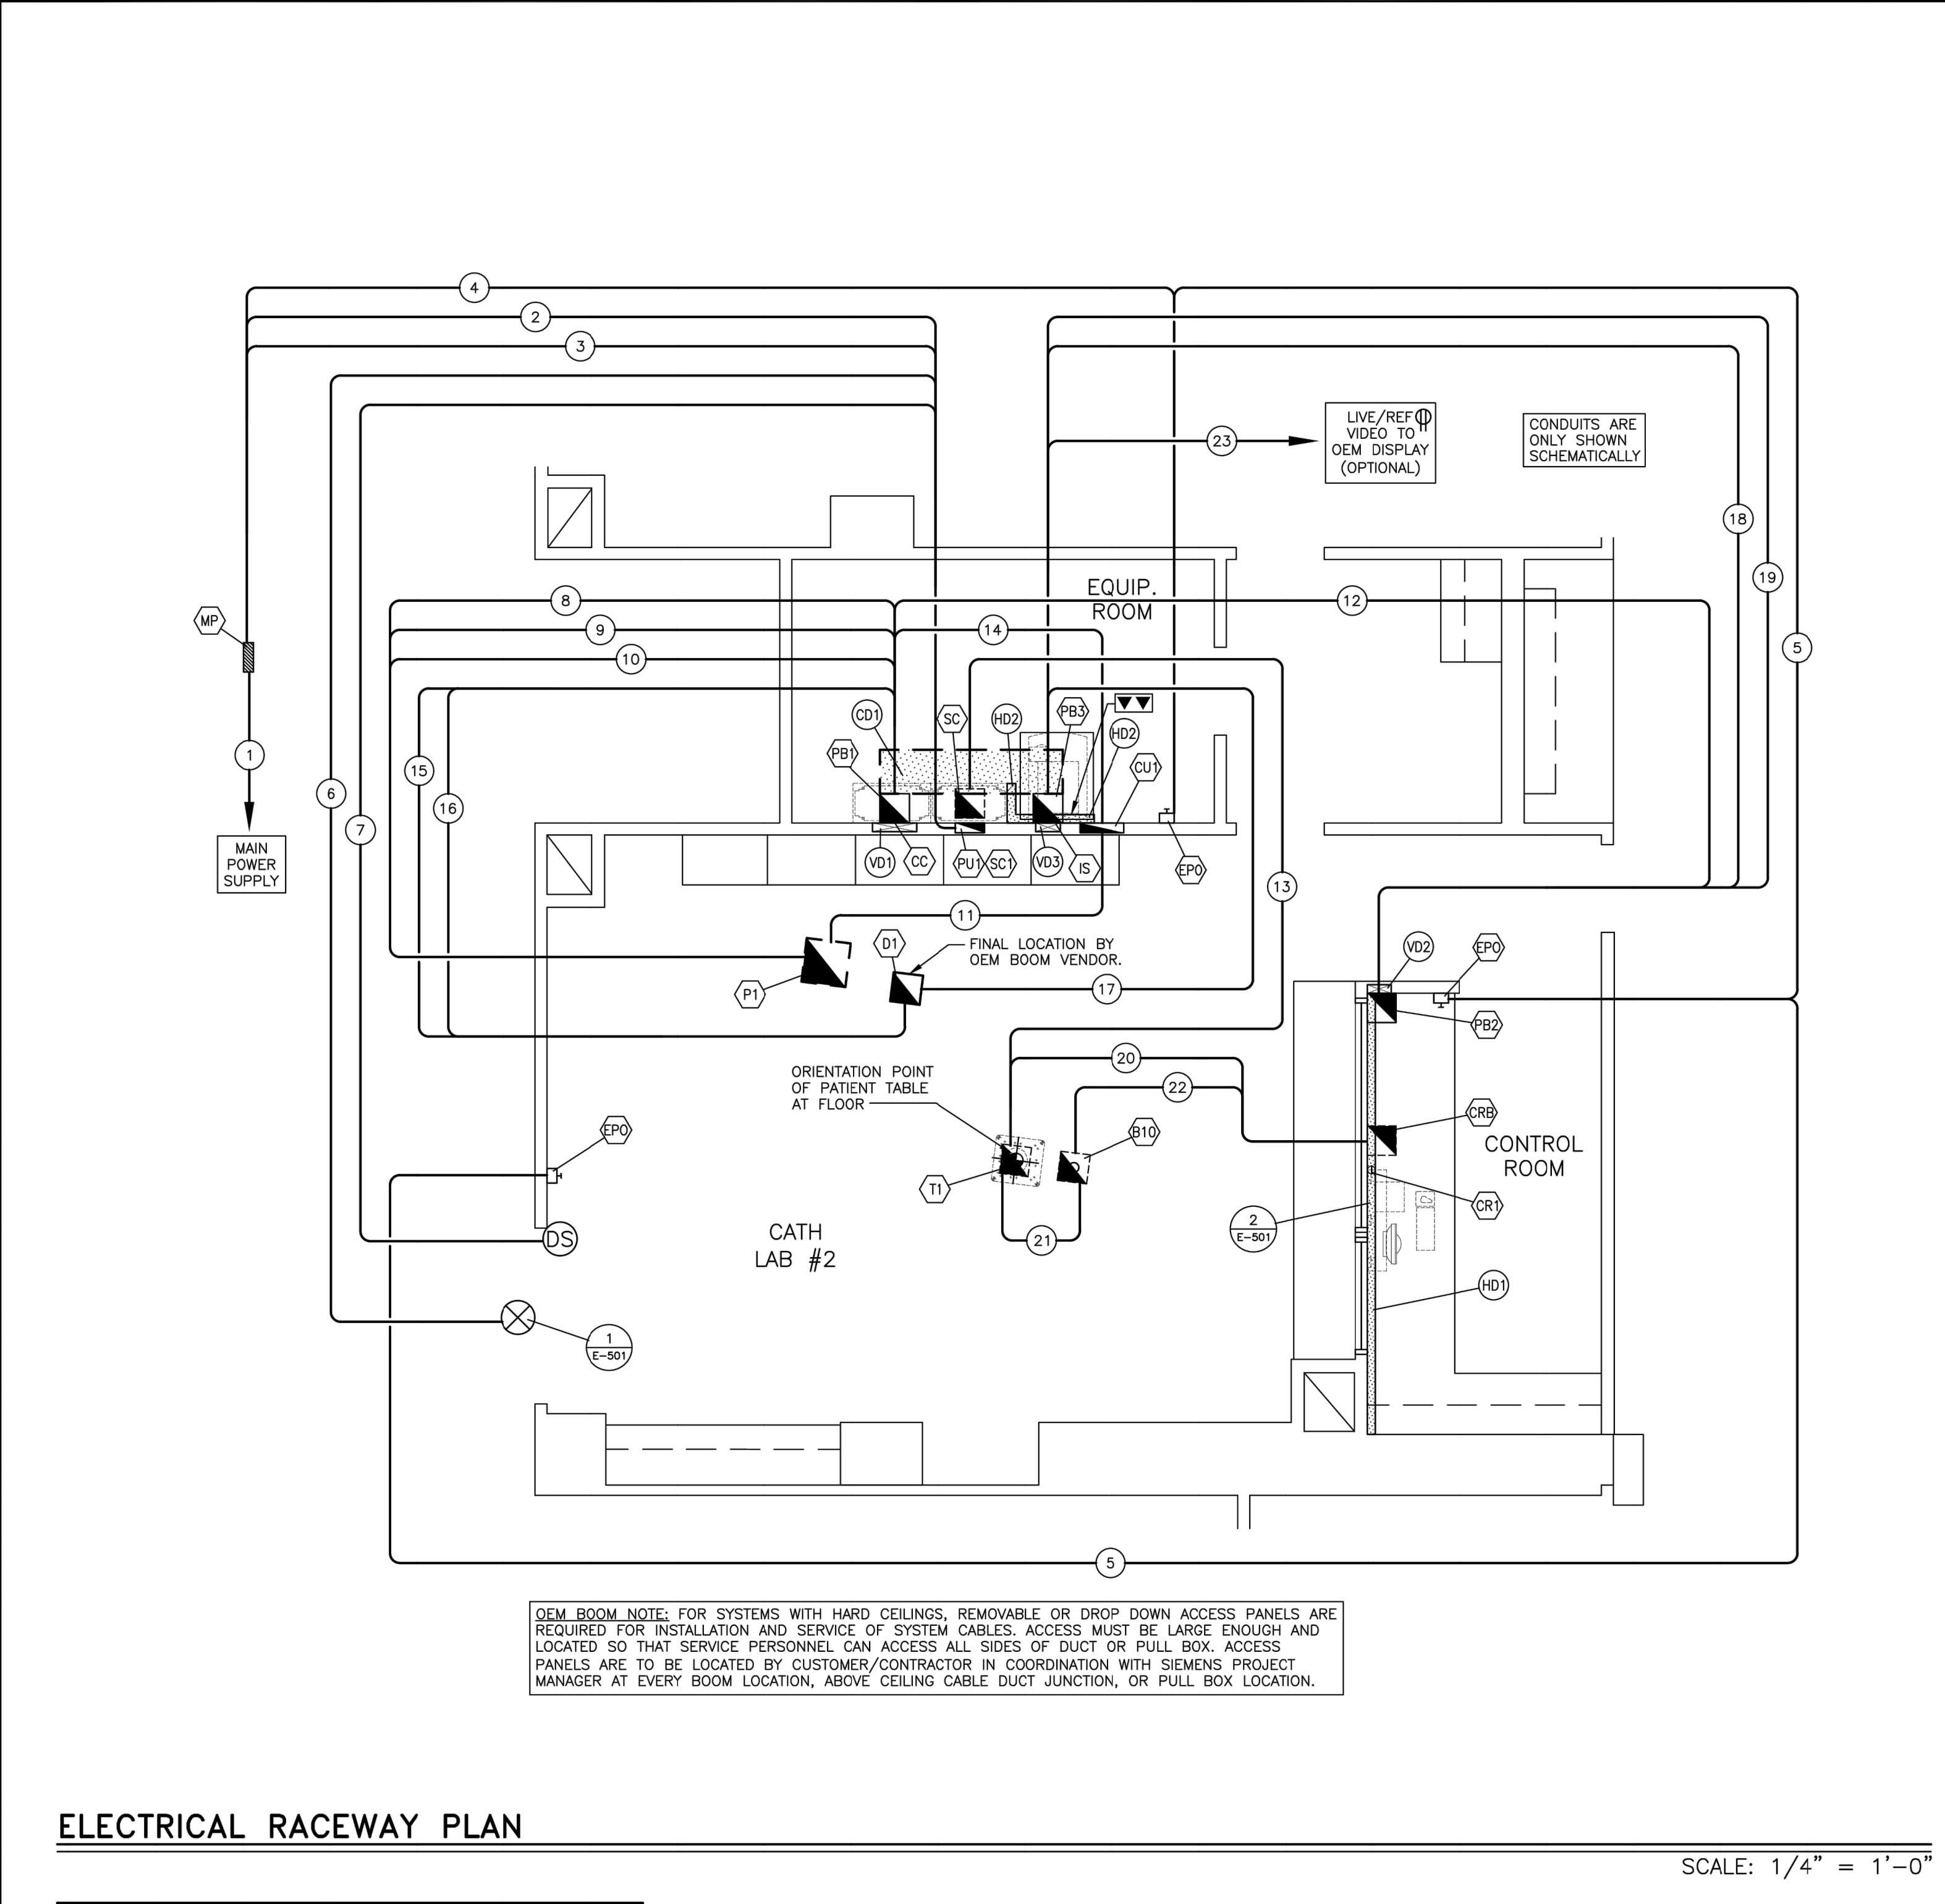 4
2
3
LIVE/REF
VIDEO TO
OEM DISPLAY
(OPTIONAL)
CONDUITS ARE
ONLY SHOWN
SCHEMATICALLY
23
18
19
EQUIP.
ROOM
8
12
MP
9
14
10
5
CD1
SC
HD2
PB3
HD2
PB1
1
CU1
15
6
16
7
MAIN
POWER
SUPPLY
VD1
CC
PU1
SC1
VD3
IS
EPO
13
11
D1
FINAL LOCATION BY
OEM BOOM VENDOR.
VD2
EPO
P1
17
PB2
20
ORIENTATION POINT
OF PATIENT TABLE
AT FLOOR
22
CRB
EPO
B10
CONTROL
ROOM
T1
CR1
2
E-501
CATH
LAB #2
DS
21
HD1
1
E-501
5
OEM BOOM NOTE: FOR SYSTEMS WITH HARD CEILINGS, REMOVABLE OR DROP DOWN ACCESS PANELS ARE
REQUIRED FOR INSTALLATION AND SERVICE OF SYSTEM CABLES. ACCESS MUST BE LARGE ENOUGH AND
LOCATED SO THAT SERVICE PERSONNEL CAN ACCESS ALL SIDES OF DUCT OR PULL BOX. ACCESS
PANELS ARE TO BE LOCATED BY CUSTOMER/CONTRACTOR IN COORDINATION WITH SIEMENS PROJECT
MANAGER AT EVERY BOOM LOCATION, ABOVE CEILING CABLE DUCT JUNCTION, OR PULL BOX LOCATION.
ELECTRICAL RACEWAY PLAN
SCALE: 1/4" = 1'-0"